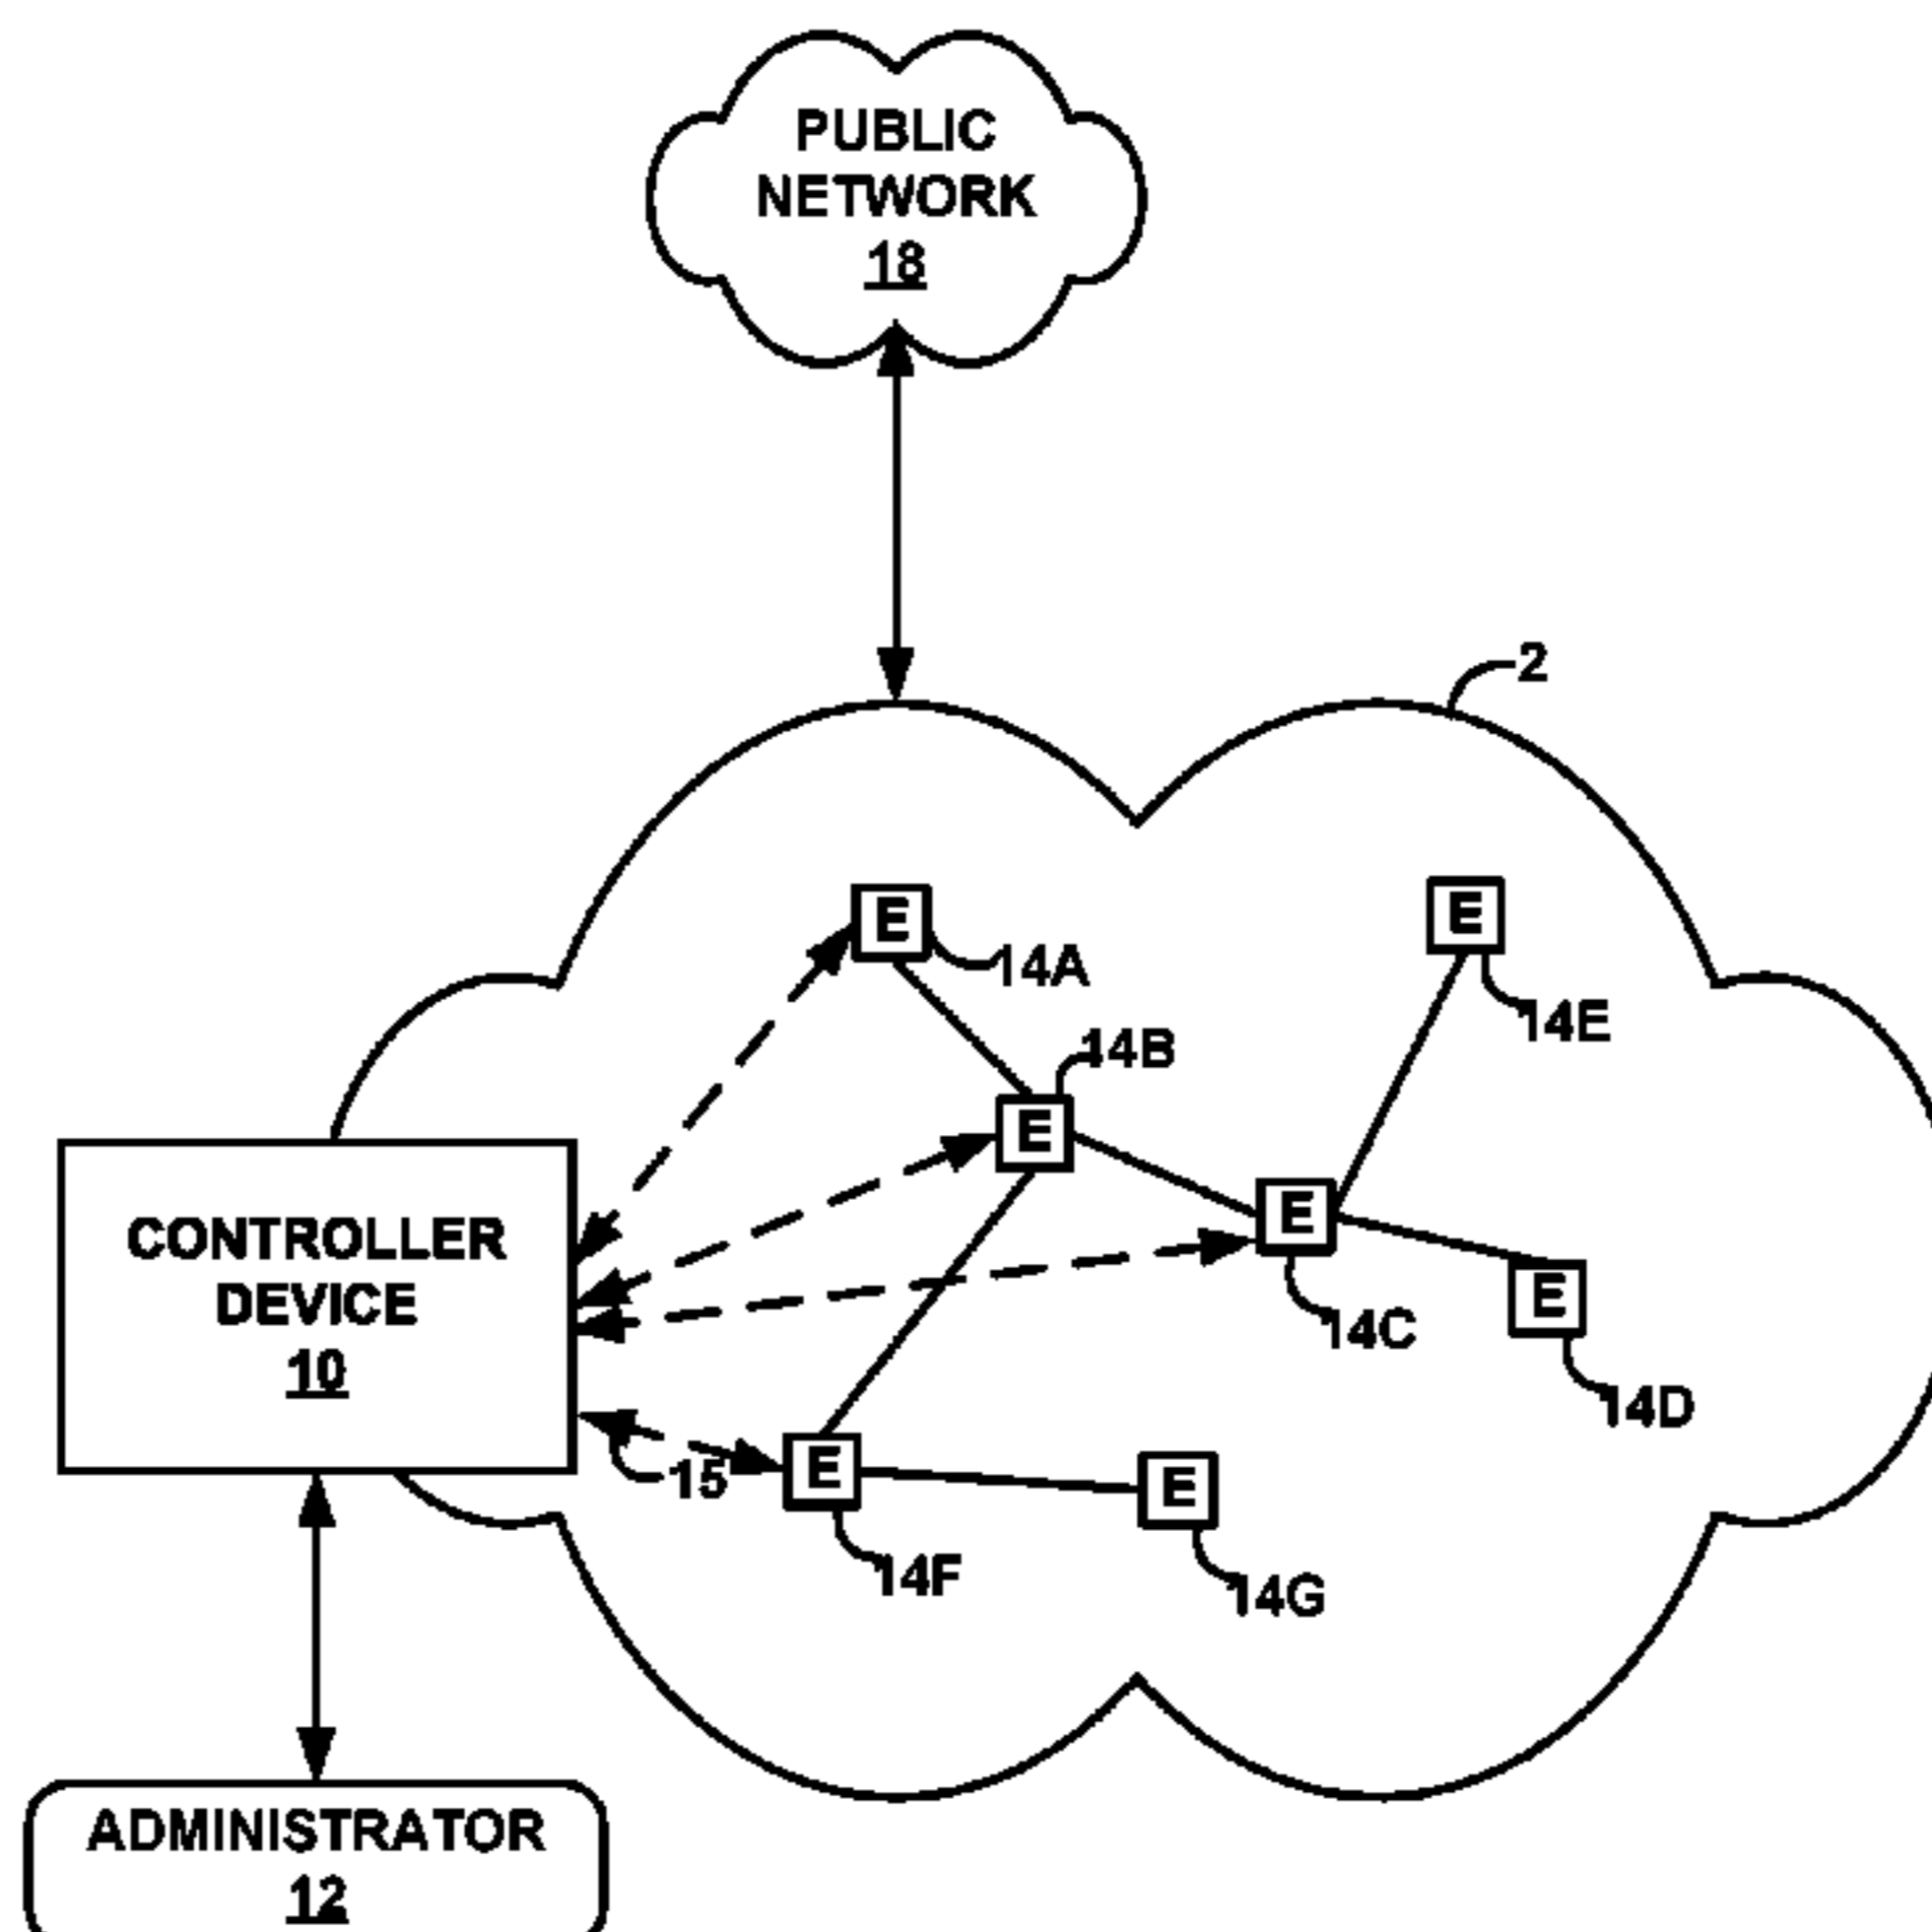 PUBLIC
NETWORK
18
2
E
14A
E
14E
14B
E
E
14C
E
14D
CONTROLLER
DEVICE
10
15
E
14F
E
14G
ADMINISTRATOR
12